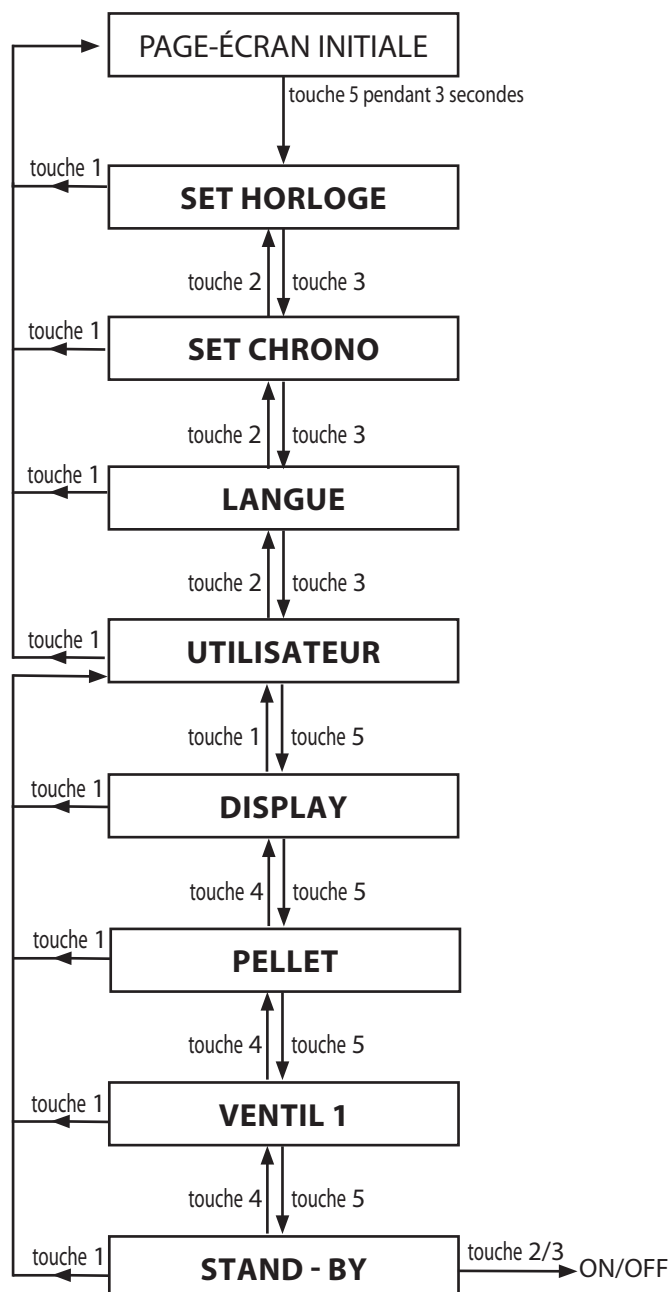 PAGE-ÉCRAN INITIALE
touche 5 pendant 3 secondes
touche 1
SET HORLOGE
touche 2 touche 3
touche 1
SET CHRONO
touche 2 touche 3
touche 1
LANGUE
touche 2 touche 3
touche 1
UTILISATEUR
touche 1 touche 5
touche 1
DISPLAY
touche 4 touche 5
touche 1
PELLET
touche 4 touche 5
touche 1
VENTIL 1
touche 4 touche 5
touche 1
STAND - BY
touche 2/3
ON/OFF